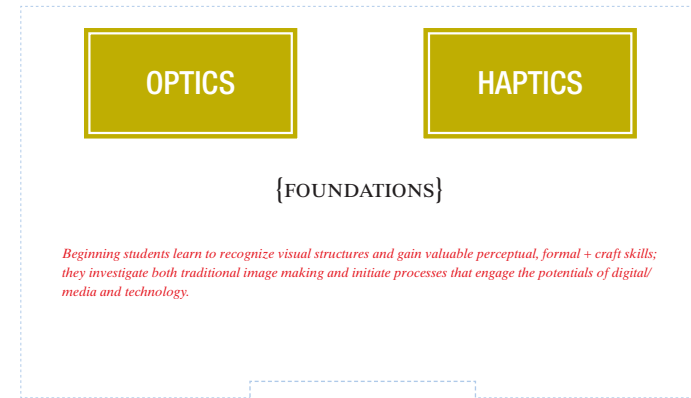 OPTICS
HAPTICS
{FOUNDATIONS}
Beginning students learn to recognize visual structures and gain valuable perceptual, formal + craft skills;
they investigate both traditional image making and initiate processes that engage the potentials of digital/
media and technology.